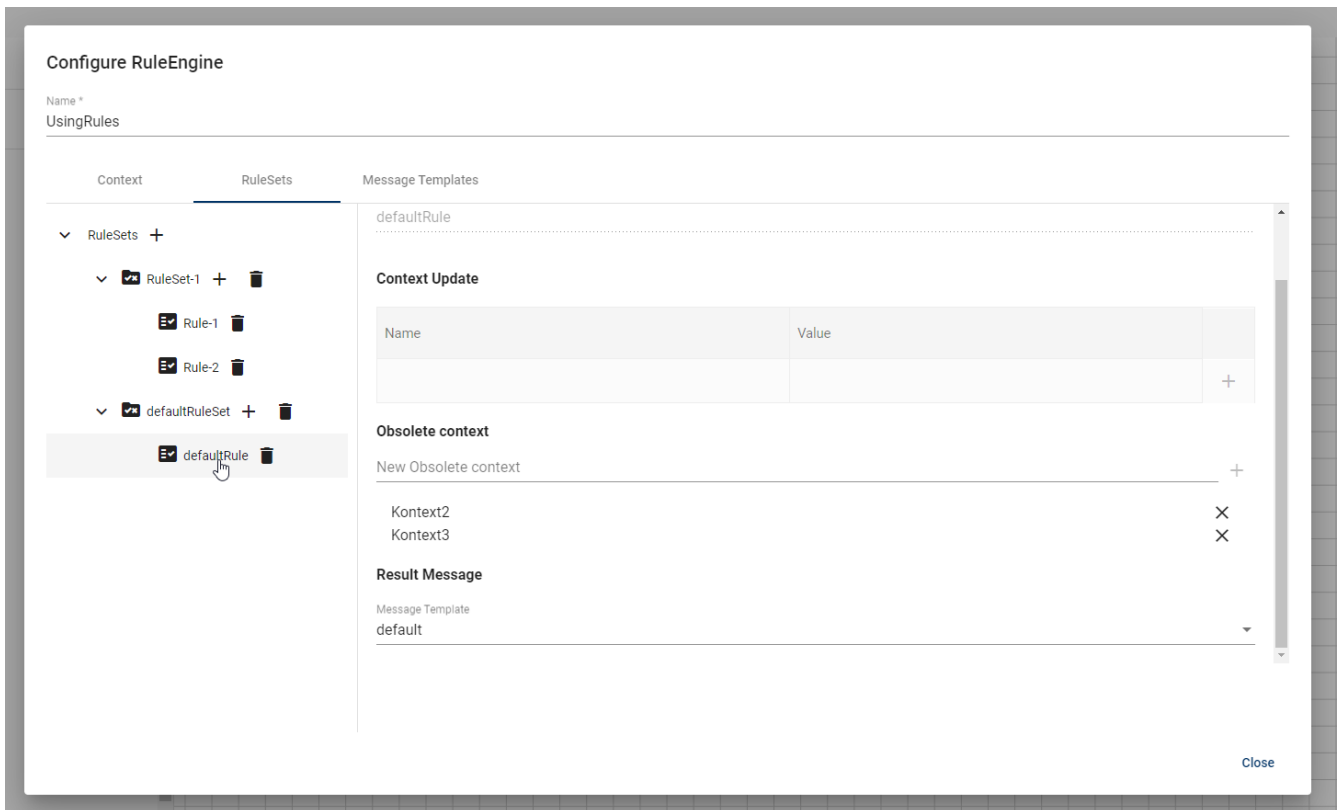 Configure RuleEngine
Name *
UsingRules
Context RuleSets Message Templates
RuleSets
RuleSet-1
Rule-1
Rule-2
defaultRuleSet
defaultRule
defaultRule
Context Update
Name Value
Obsolete context
New Obsolete context
Kontext2
Kontext3
Result Message
Message Template
default
Close